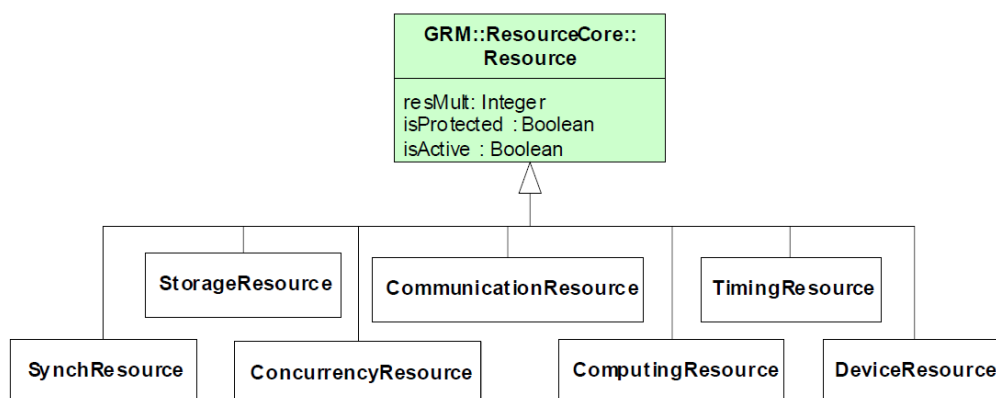 GRM::ResourceCore::
Resource
resMult: Integer
isProtected : Boolean
isActive : Boolean
StorageResource
CommunicationResource
TimingResource
SynchResource
ConcurrencyResource
ComputingResource
DeviceResource